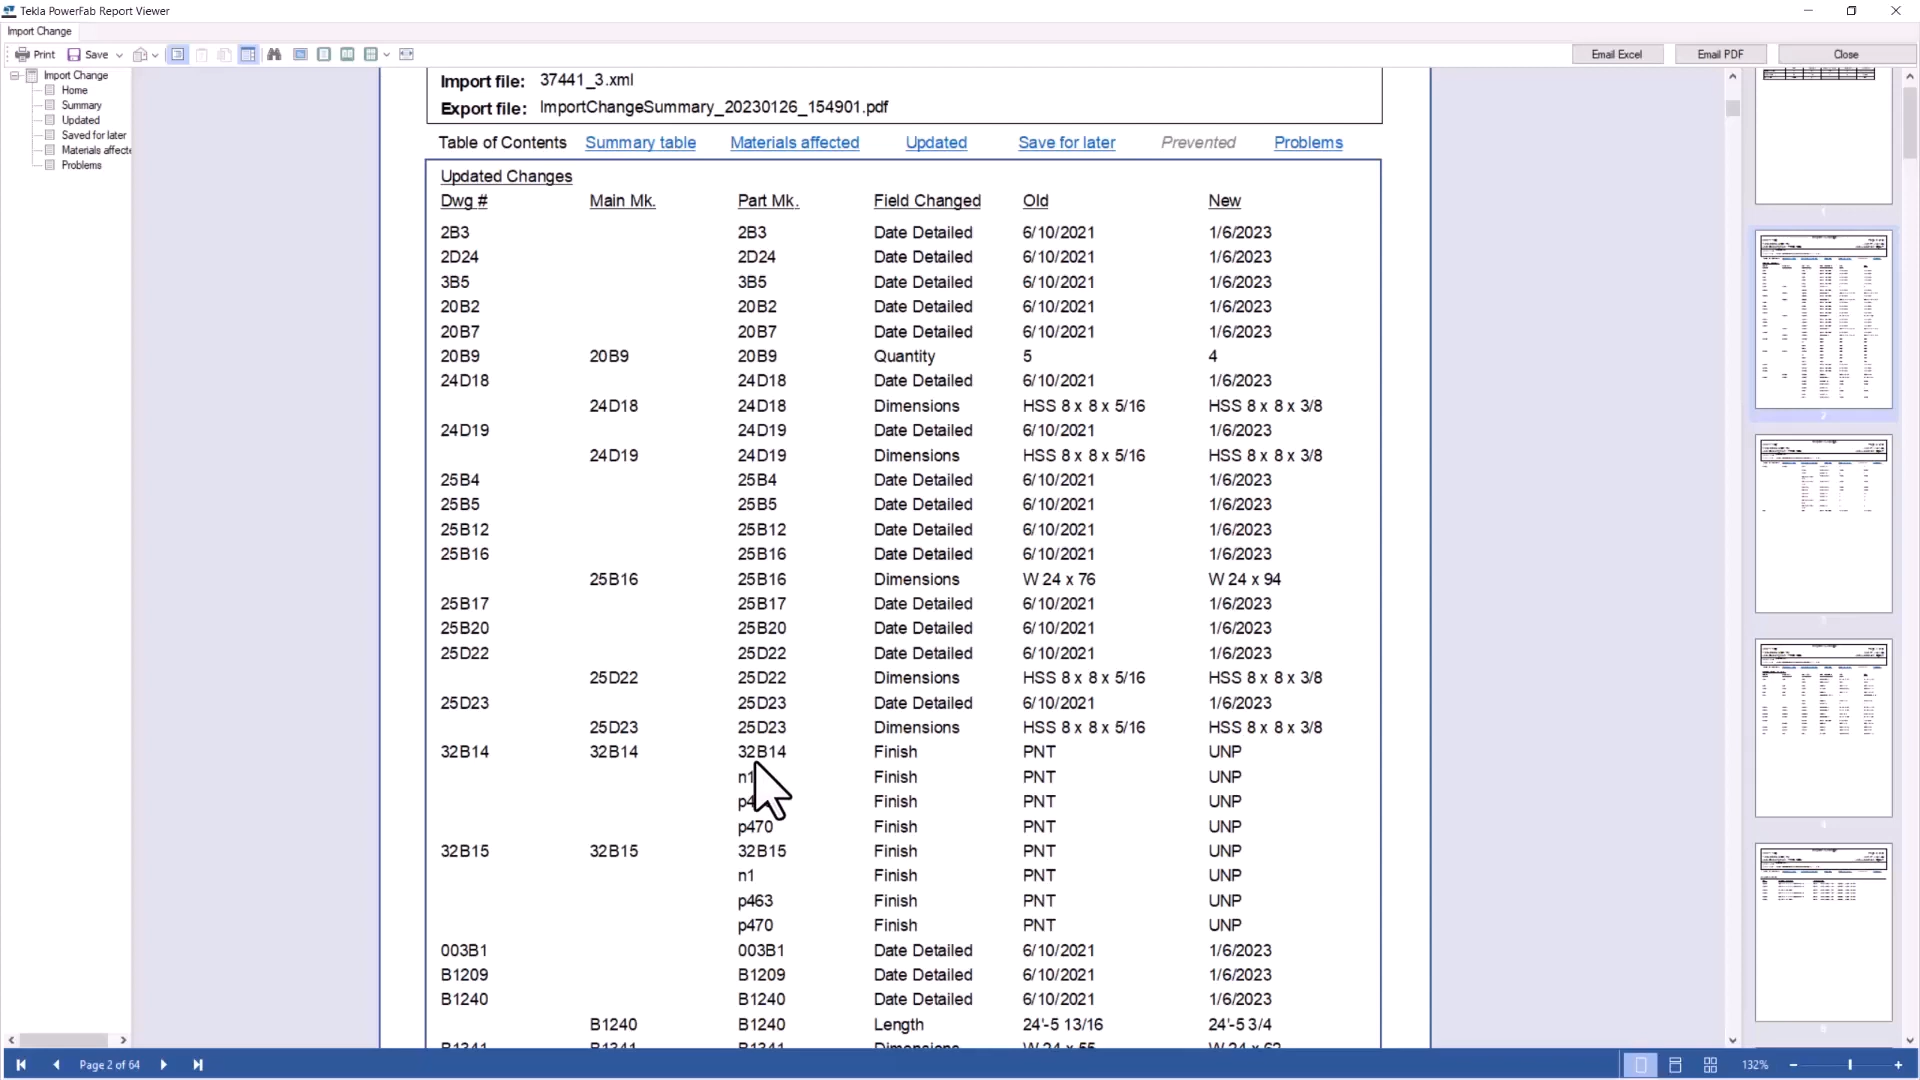 Tekla PowerFab Report Viewer
Import Change
Print Save Email Excel Email PDF Close
Import Change
Home
Summary
Updated
Saved for later
Materials affecte
Problems
Import file: 37441_3.xml
Export file: ImportChangeSummary_20230126_154901.pdf
Table of Contents Summary table Materials affected Updated Save for later Prevented Problems
Updated Changes
Dwg # Main Mk. Part Mk. Field Changed Old New
2B3 2B3 Date Detailed 6/10/2021 1/6/2023
2D24 2D24 Date Detailed 6/10/2021 1/6/2023
3B5 3B5 Date Detailed 6/10/2021 1/6/2023
20B2 20B2 Date Detailed 6/10/2021 1/6/2023
20B7 20B7 Date Detailed 6/10/2021 1/6/2023
20B9 20B9 20B9 Quantity 5 4
24D18 24D18 Date Detailed 6/10/2021 1/6/2023
24D18 24D18 Dimensions HSS 8 x 8 x 5/16 HSS 8 x 8 x 3/8
24D19 24D19 Date Detailed 6/10/2021 1/6/2023
24D19 24D19 Dimensions HSS 8 x 8 x 5/16 HSS 8 x 8 x 3/8
25B4 25B4 Date Detailed 6/10/2021 1/6/2023
25B5 25B5 Date Detailed 6/10/2021 1/6/2023
25B12 25B12 Date Detailed 6/10/2021 1/6/2023
25B16 25B16 Date Detailed 6/10/2021 1/6/2023
25B16 25B16 Dimensions W 24 x 76 W 24 x 94
25B17 25B17 Date Detailed 6/10/2021 1/6/2023
25B20 25B20 Date Detailed 6/10/2021 1/6/2023
25D22 25D22 Date Detailed 6/10/2021 1/6/2023
25D22 25D22 Dimensions HSS 8 x 8 x 5/16 HSS 8 x 8 x 3/8
25D23 25D23 Date Detailed 6/10/2021 1/6/2023
25D23 25D23 Dimensions HSS 8 x 8 x 5/16 HSS 8 x 8 x 3/8
32B14 32B14 32B14 Finish PNT UNP
n1 Finish PNT UNP
Finish PNT UNP
p470 Finish PNT UNP
32B15 32B15 32B15 Finish PNT UNP
n1 Finish PNT UNP
p463 Finish PNT UNP
p470 Finish PNT UNP
003B1 003B1 Date Detailed 6/10/2021 1/6/2023
B1209 B1209 Date Detailed 6/10/2021 1/6/2023
B1240 B1240 Date Detailed 6/10/2021 1/6/2023
B1240 B1240 Length 24'-5 13/16 24'-5 3/4
B1341 B1341 B1341 Dimensions W 24 x 55 W 24 x 62
Page 2 of 64 132%